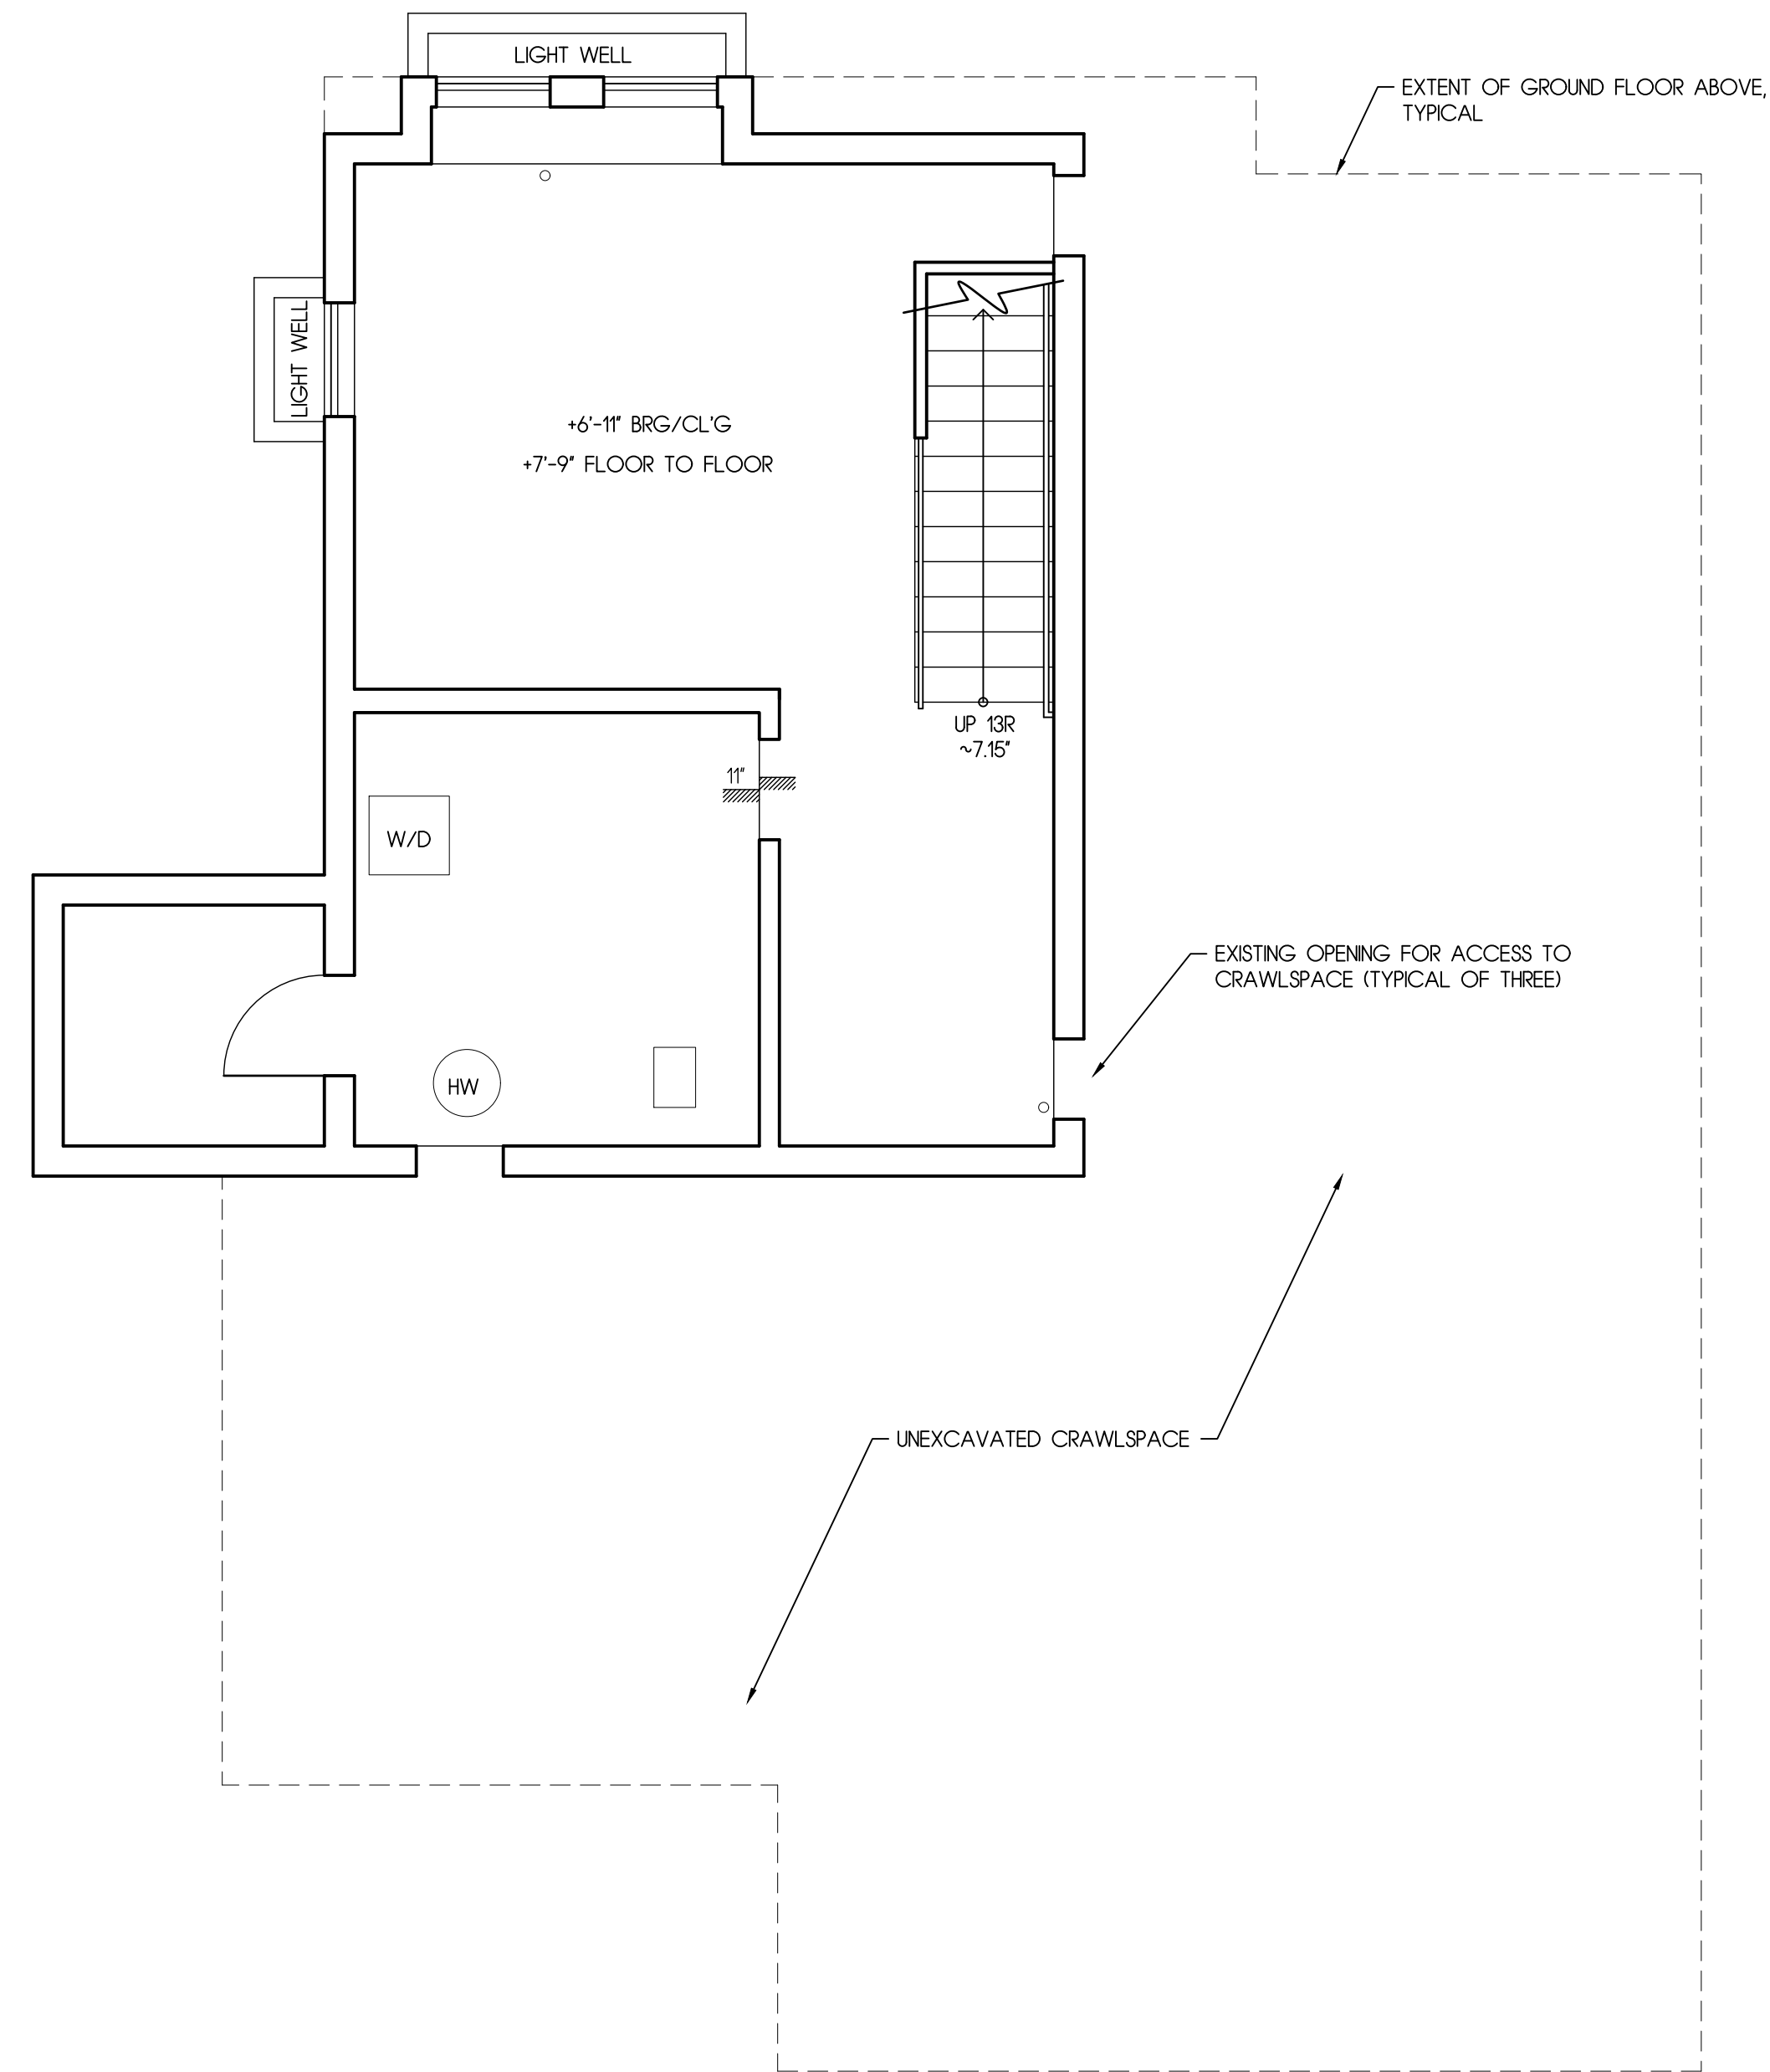 LIGHT WELL
EXTENT OF GROUND FLOOR ABOVE,
TYPICAL
LIGHT WELL
+6'-11" BRG/CL'G
+7'-9" FLOOR TO FLOOR
UP 13R
~7.15"
11"
W/D
EXISTING OPENING FOR ACCESS TO
CRAWLSPACE (TYPICAL OF THREE)
HW
UNEXCAVATED CRAWLSPACE